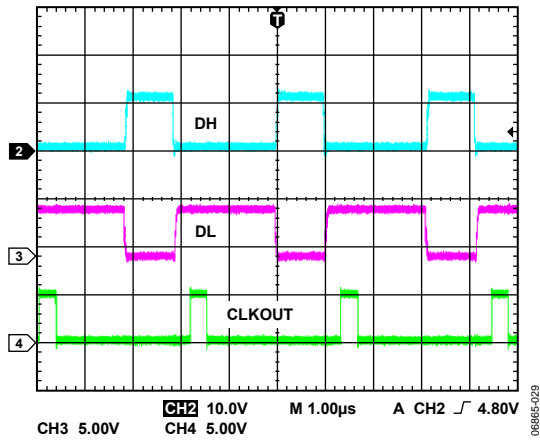 T
DH
2
DL
3
CLKOUT
4
CH2 10.0V M 1.00µs A CH2 4.80V
CH3 5.00V CH4 5.00V
06865-029